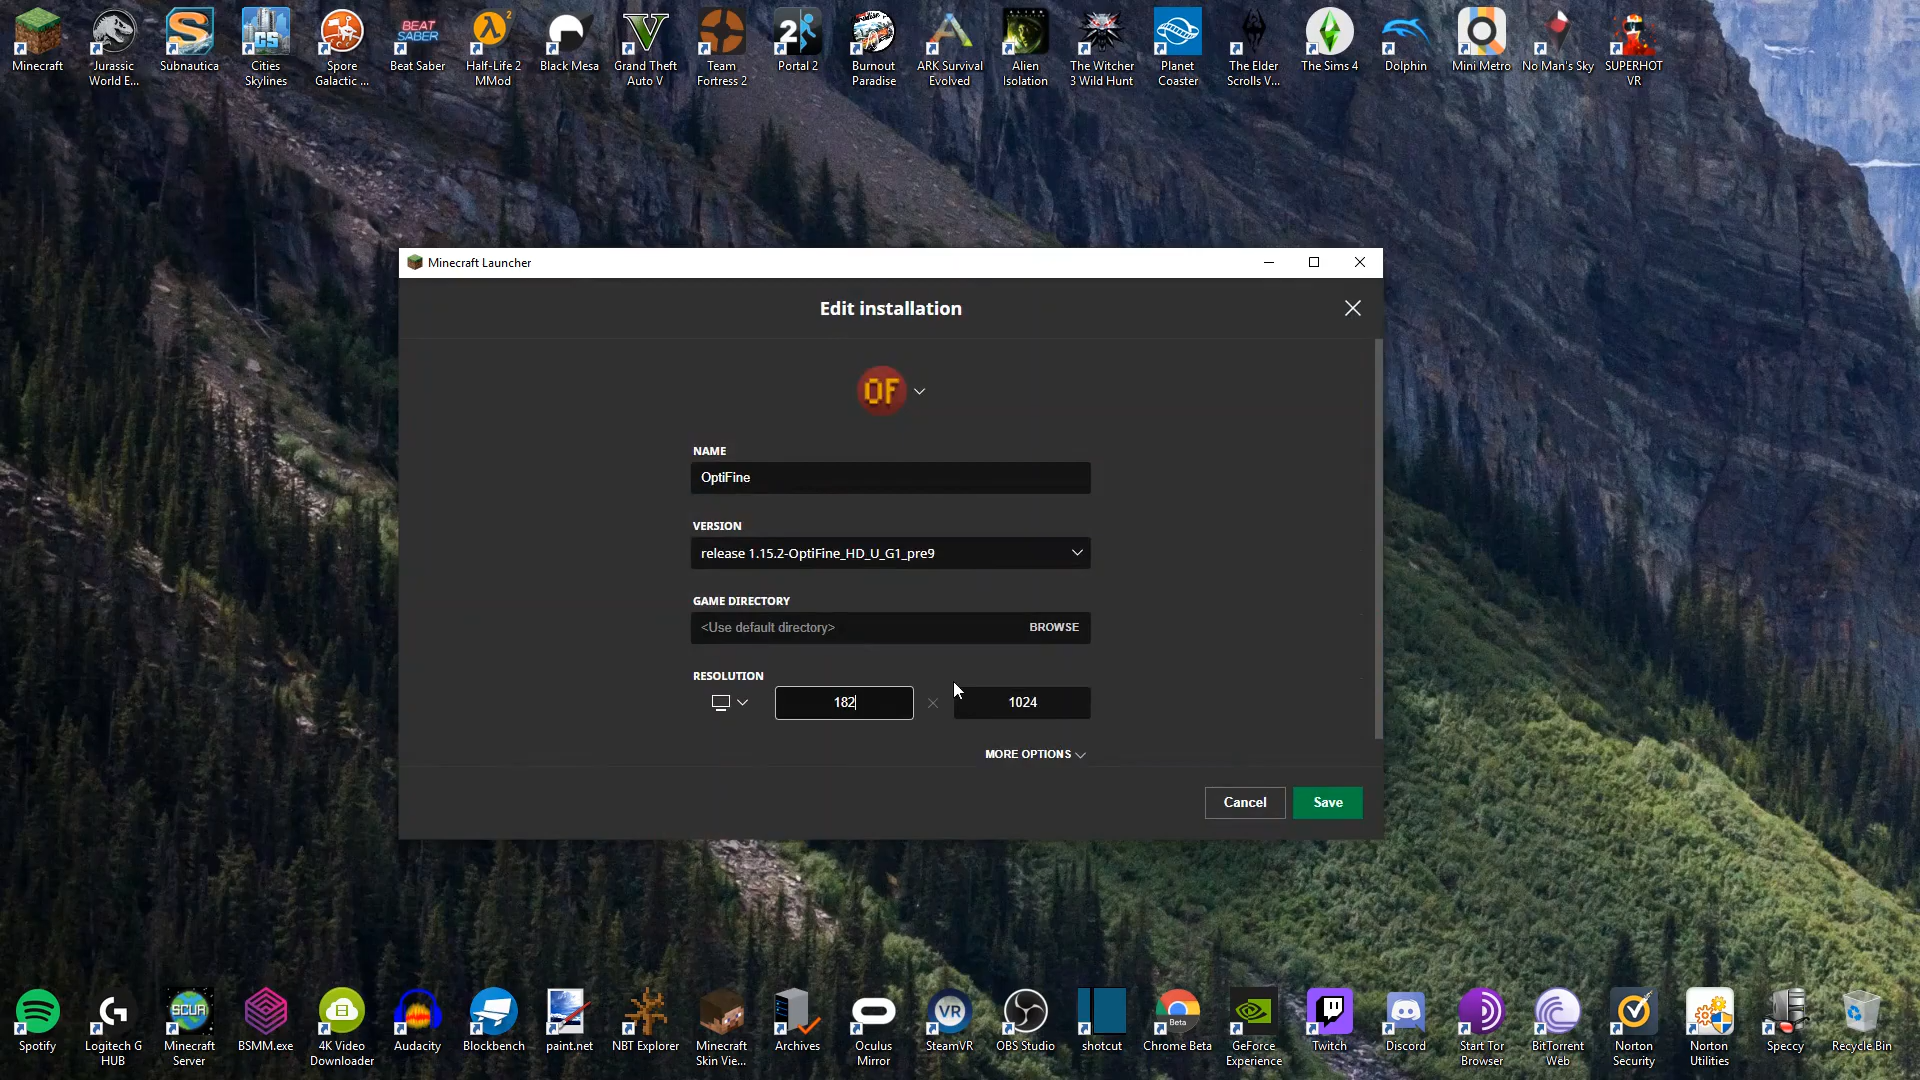 Minecraft
Jurassic World E...
Subnautica
Cities Skylines
Spore Galactic ...
Beat Saber
Half-Life 2 MMod
Black Mesa
Grand Theft Auto V
Team Fortress 2
Portal 2
Burnout Paradise
ARK Survival Evolved
Alien Isolation
The Witcher 3 Wild Hunt
Planet Coaster
The Elder Scrolls V...
The Sims 4
Dolphin
Mini Metro
No Man's Sky
SUPERHOT VR
Minecraft Launcher
Edit installation
OF
NAME
OptiFine
VERSION
release 1.15.2-OptiFine_HD_U_G1_pre9
GAME DIRECTORY
<Use default directory>
BROWSE
RESOLUTION
182
1024
MORE OPTIONS
Cancel
Save
Spotify
Logitech G HUB
Minecraft Server
BSMM.exe
4K Video Downloader
Audacity
Blockbench
paint.net
NBT Explorer
Minecraft Skin Vie...
Archives
Oculus Mirror
SteamVR
OBS Studio
shotcut
Chrome Beta
GeForce Experience
Twitch
Discord
Start Tor Browser
BitTorrent Web
Norton Security
Norton Utilities
Speccy
Recycle Bin